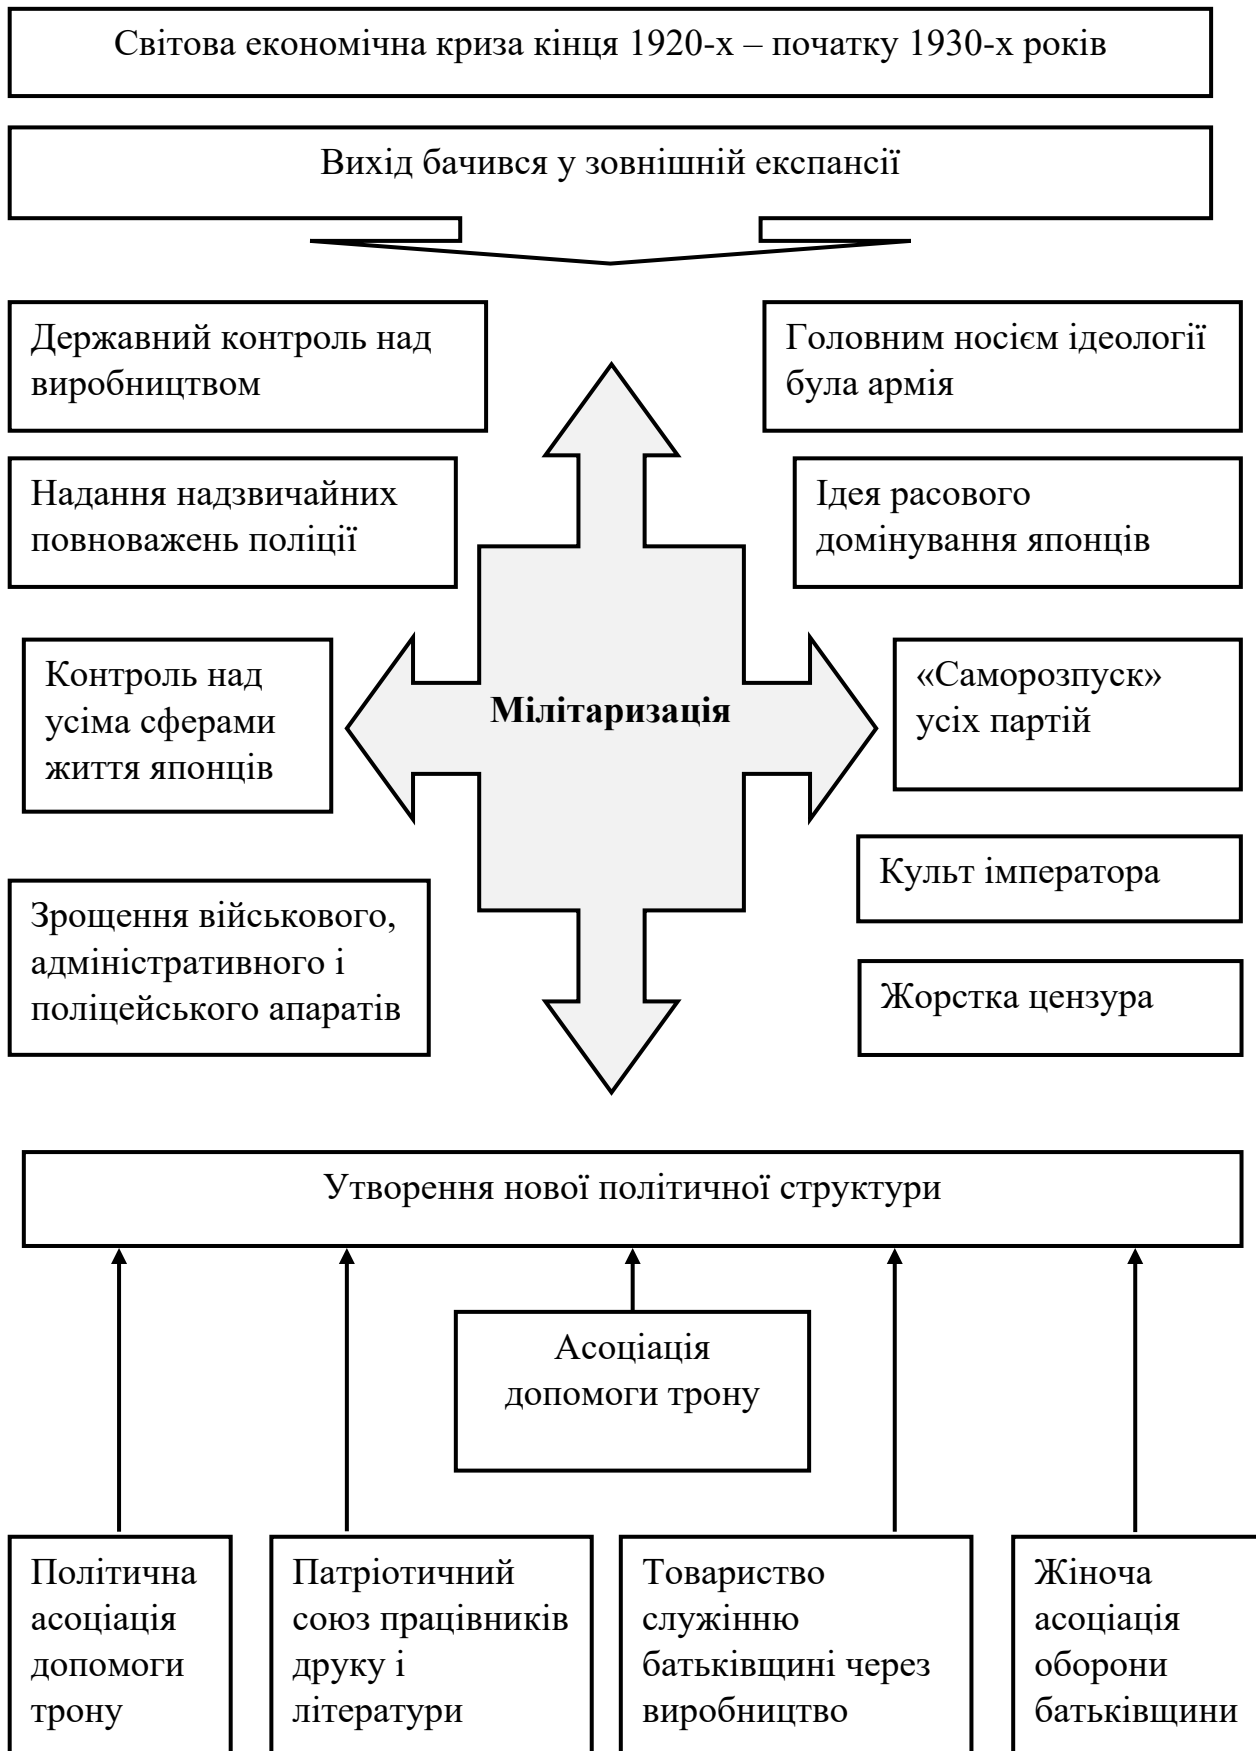 Світова економічна криза кінця 1920-х – початку 1930-х років
Вихід бачився у зовнішній експансії
Державний контроль над
виробництвом
Головним носієм ідеології
була армія
Надання надзвичайних
повноважень поліції
Ідея расового
домінування японців
Контроль над
усіма сферами
життя японців
Мілітаризація
«Саморозпуск»
усіх партій
Культ імператора
Зрощення військового,
адміністративного і
поліцейського апаратів
Жорстка цензура
Утворення нової політичної структури
Асоціація
допомоги трону
Політична
асоціація
допомоги
трону
Патріотичний
союз працівників
друку і
літератури
Товариство
служінню
батьківщині через
виробництво
Жіноча
асоціація
оборони
батьківщини